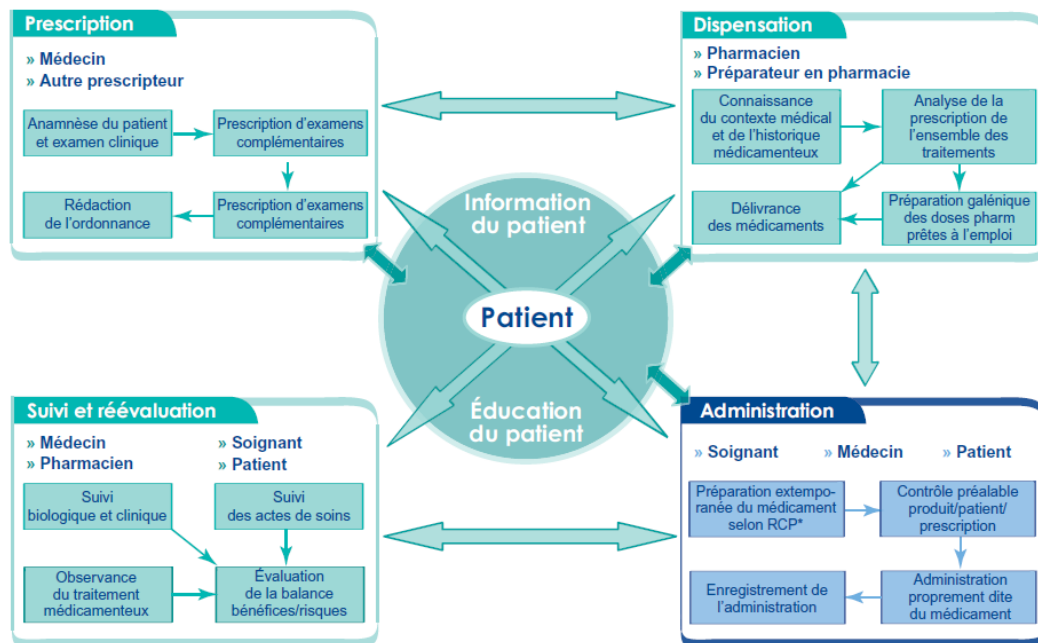 Prescription
» Médecin
» Autre prescripteur
Anamnèse du patient
et examen clinique
Prescription d'examens
complémentaires
Rédaction
de l'ordonnance
Prescription d'examens
complémentaires
Dispensation
» Pharmacien
» Préparateur en pharmacie
Connaissance
du contexte médical
et de l'historique
médicamenteux
Analyse de la
prescription de
l'ensemble des
traitements
Délivrance
des médicaments
Préparation galénique
des doses pharm
prêtes à l'emploi
Information
du patient
Patient
Éducation
du patient
Suivi et réévaluation
» Médecin
» Pharmacien
» Soignant
» Patient
Suivi
biologique et clinique
Suivi
des actes de soins
Observance
du traitement
médicamenteux
Évaluation
de la balance
bénéfices/risques
Administration
» Soignant
» Médecin
» Patient
Préparation extempo-
ranée du médicament
selon RCP*
Contrôle préalable
produit/patient/
prescription
Enregistrement de
l'administration
Administration
proprement dite
du médicament